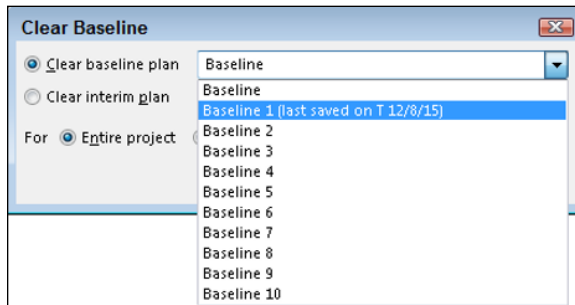 Clear Baseline
Clear baseline plan
Baseline
Clear interim plan
Baseline
Baseline 1 (last saved on T 12/8/15)
For Entire project
Baseline 2
Baseline 3
Baseline 4
Baseline 5
Baseline 6
Baseline 7
Baseline 8
Baseline 9
Baseline 10